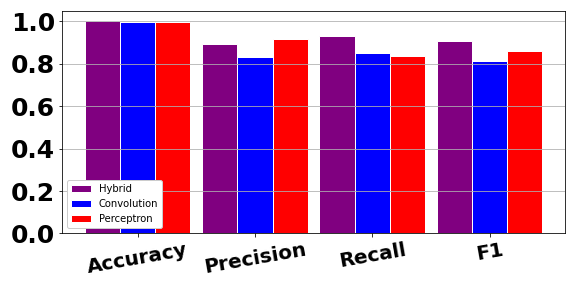 1.0
0.8
0.6
0.4
0.2
0.0
Hybrid
Convolution
Perceptron
Accuracy
Precision
Recall
F1